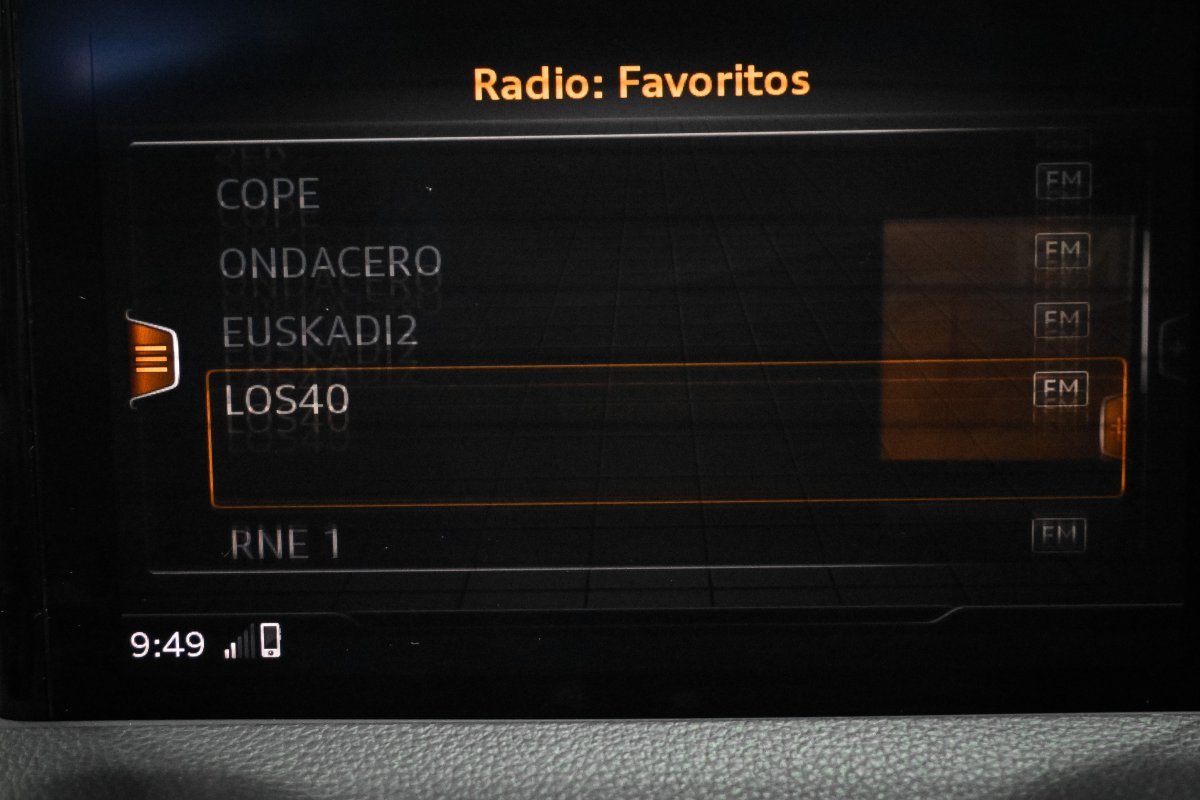 Radio: Favoritos
COPE FM
ONDACERO FM
EUSKADI2 FM
LOS40 FM
RNE 1 FM
9:49